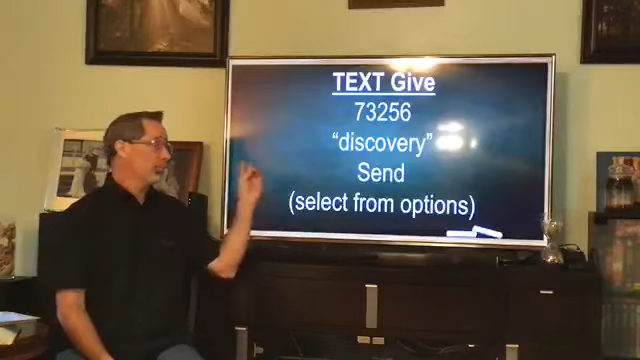 TEXT Give
73256
“discovery”
Send
(select from options)